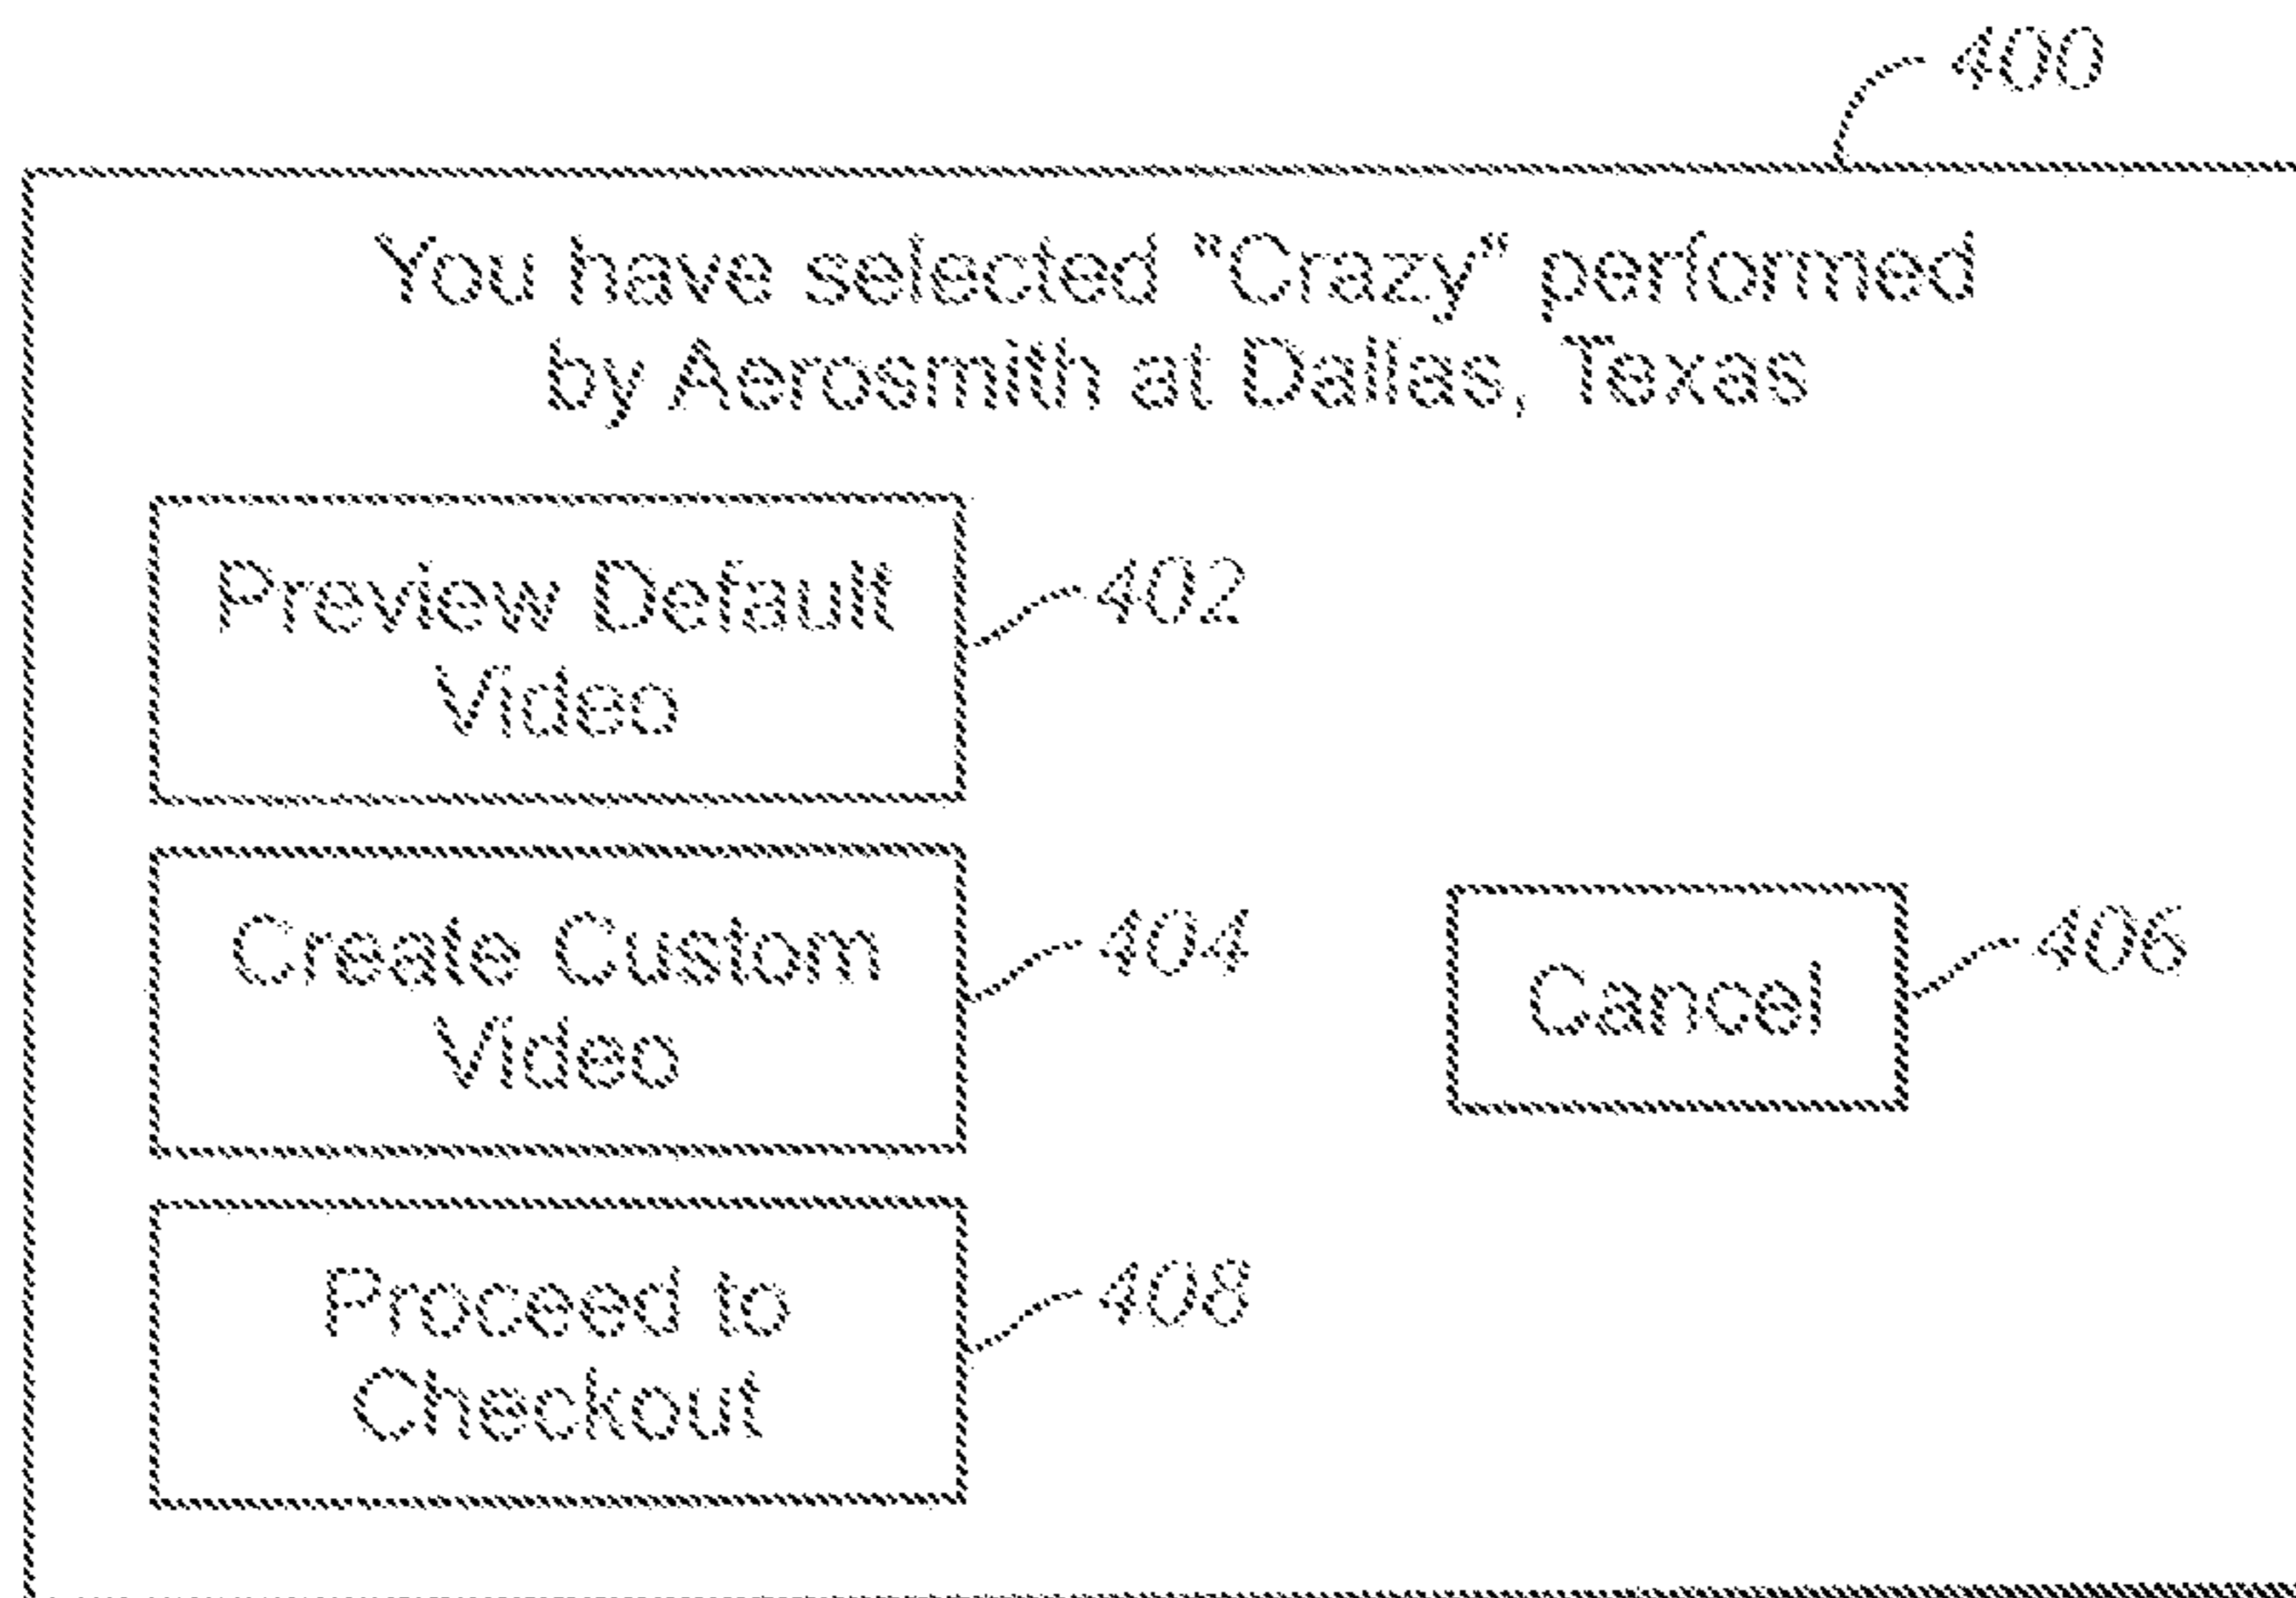 400
You have selected "Crazy" performed
by Aerosmith at Dallas, Texas
Preview Default
Video
402
Create Custom
Video
404
Cancel
406
Proceed to
Checkout
408